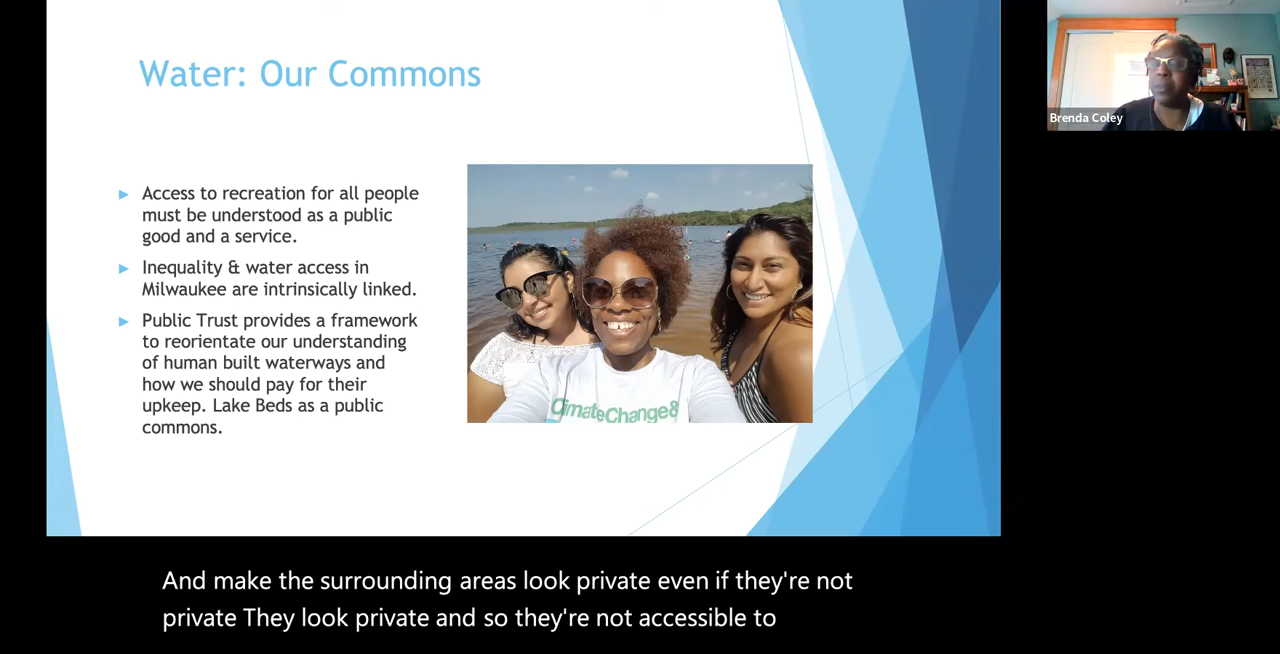 Water: Our Commons
Access to recreation for all people
must be understood as a public
good and a service.
Inequality & water access in
Milwaukee are intrinsically linked.
Public Trust provides a framework
to reorientate our understanding
of human built waterways and
how we should pay for their
upkeep. Lake Beds as a public
commons.
ClimateChange&
Brenda Coley
And make the surrounding areas look private even if they're not
private They look private and so they're not accessible to